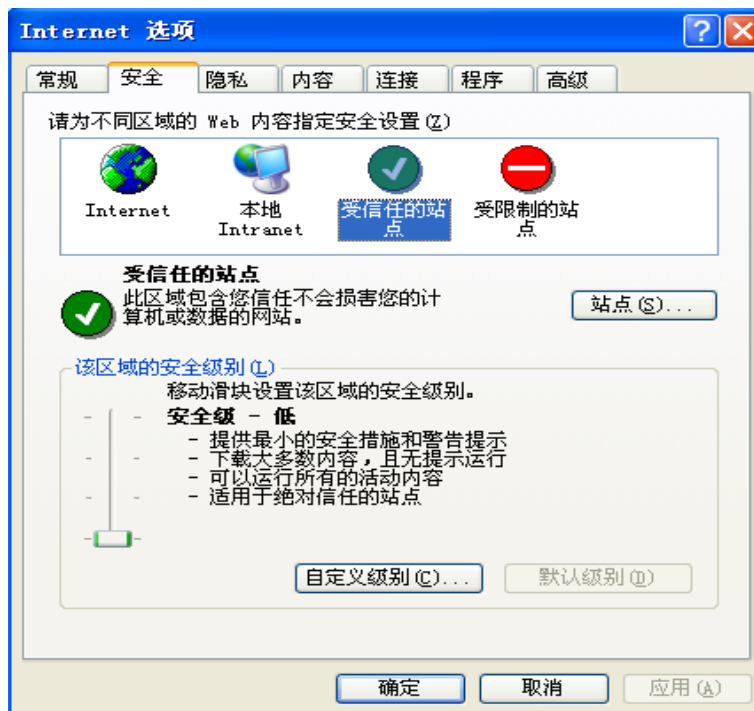 Internet 选项
常规 安全 隐私 内容 连接 程序 高级
请为不同区域的 Web 内容指定安全设置(Z)
Internet
本地
Intranet
受信任的站
点
受限制的站
点
受信任的站点
此区域包含您信任不会损害您的计
算机或数据的网站。
站点(S)...
该区域的安全级别(L)
移动滑块设置该区域的安全级别。
安全级 - 低
- 提供最小的安全措施和警告提示
- 下载大多数内容，且无提示运行
- 可以运行所有的活动内容
- 适用于绝对信任的站点
自定义级别(C)... 默认级别(D)
确定 取消 应用(A)